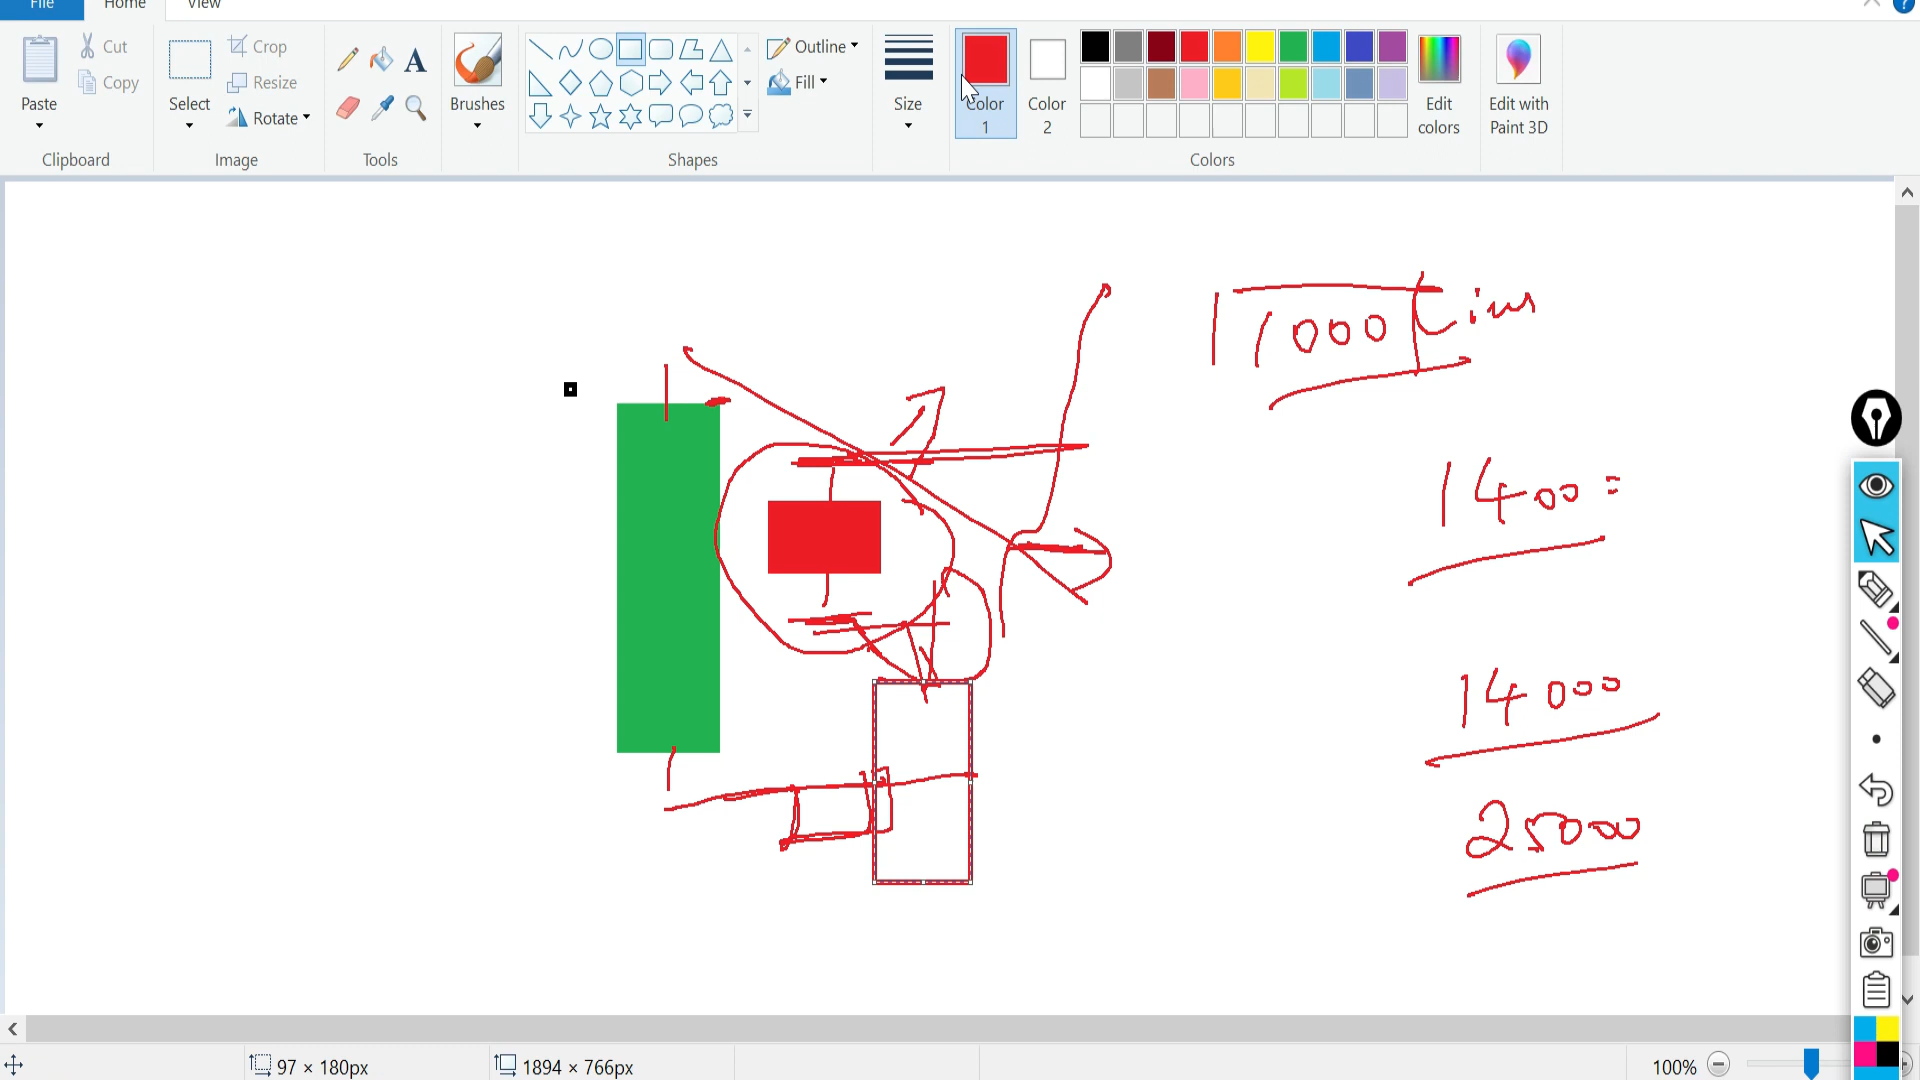 File Home View
Paste
Cut
Copy
Clipboard
Select
Crop
Resize
Rotate
Image
A
Tools
Brushes
Shapes
Outline
Fill
Size
Color 1
Color 2
Colors
Edit colors
Edit with Paint 3D
?
11000
1400=
14000
25000
97 × 180px
1894 × 766px
100%